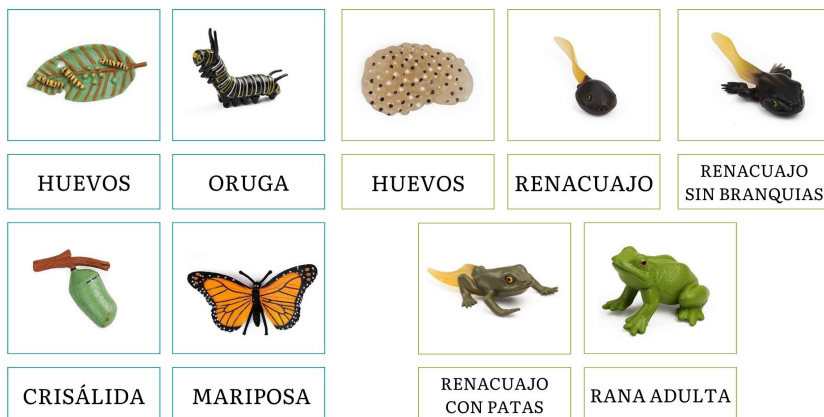 HUEVOS
ORUGA
HUEVOS
RENACUAJO
RENACUAJO
SIN BRANQUIAS
CRISÁLIDA
MARIPOSA
RENACUAJO
CON PATAS
RANA ADULTA